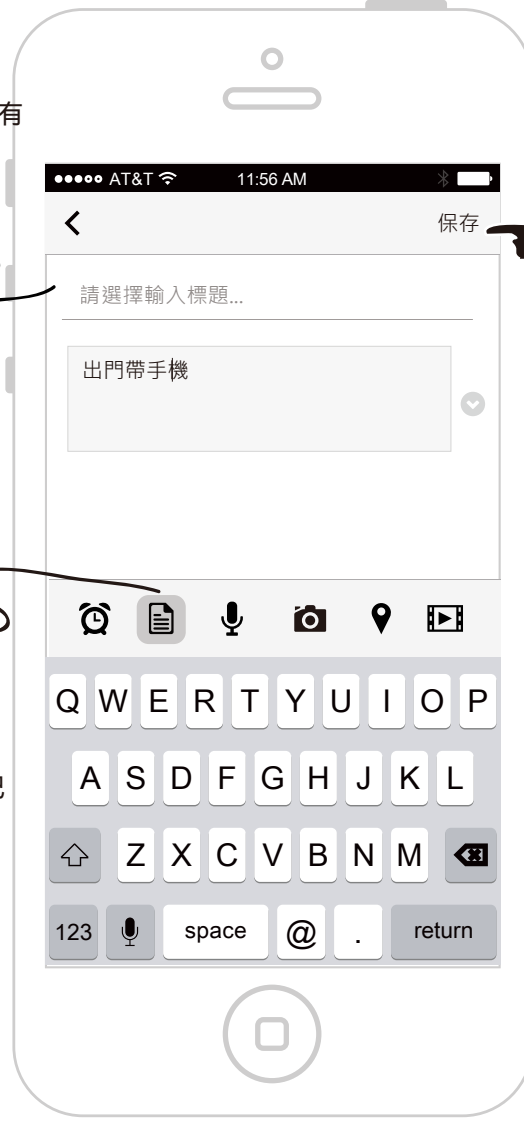 有
AT&T 11:56 AM
保存
請選擇輸入標題...
出門帶手機
Q W E R T Y U I O P
A S D F G H J K L
Z X C V B N M
123 space @ . return